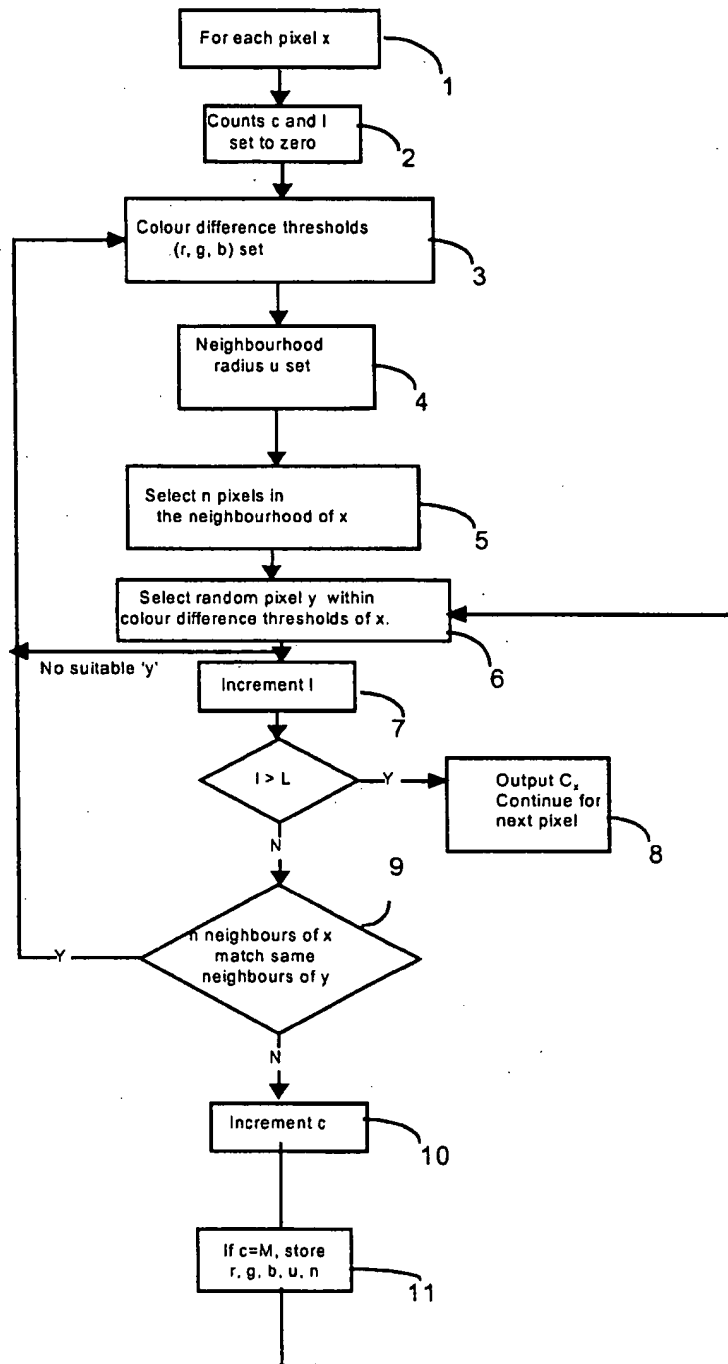 For each pixel x
1
Counts c and I
set to zero
2
Colour difference thresholds
(r, g, b) set
3
Neighbourhood
radius u set
4
Select n pixels in
the neighbourhood of x
5
Select random pixel y within
colour difference thresholds of x.
6
No suitable 'y'
Increment I
7
I > L
Y
Output Cx
Continue for
next pixel
8
N
9
n neighbours of x
match same
neighbours of y
Y
N
Increment c
10
If c=M, store
r, g, b, u, n
11